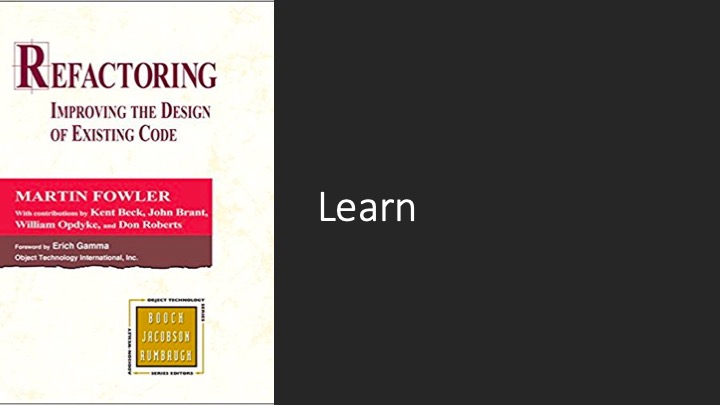 REFACTORING
IMPROVING THE DESIGN
OF EXISTING CODE
MARTIN FOWLER
With contributions by Kent Beck, John Brant,
William Opdyke, and Don Roberts
Foreword by Erich Gamma
Object Technology International, Inc.
OBJECT TECHNOLOGY
SERIES
BOOCH
JACOBSON
RUMBAUGH
ADDISON-WESLEY
SERIES EDITORS
Learn